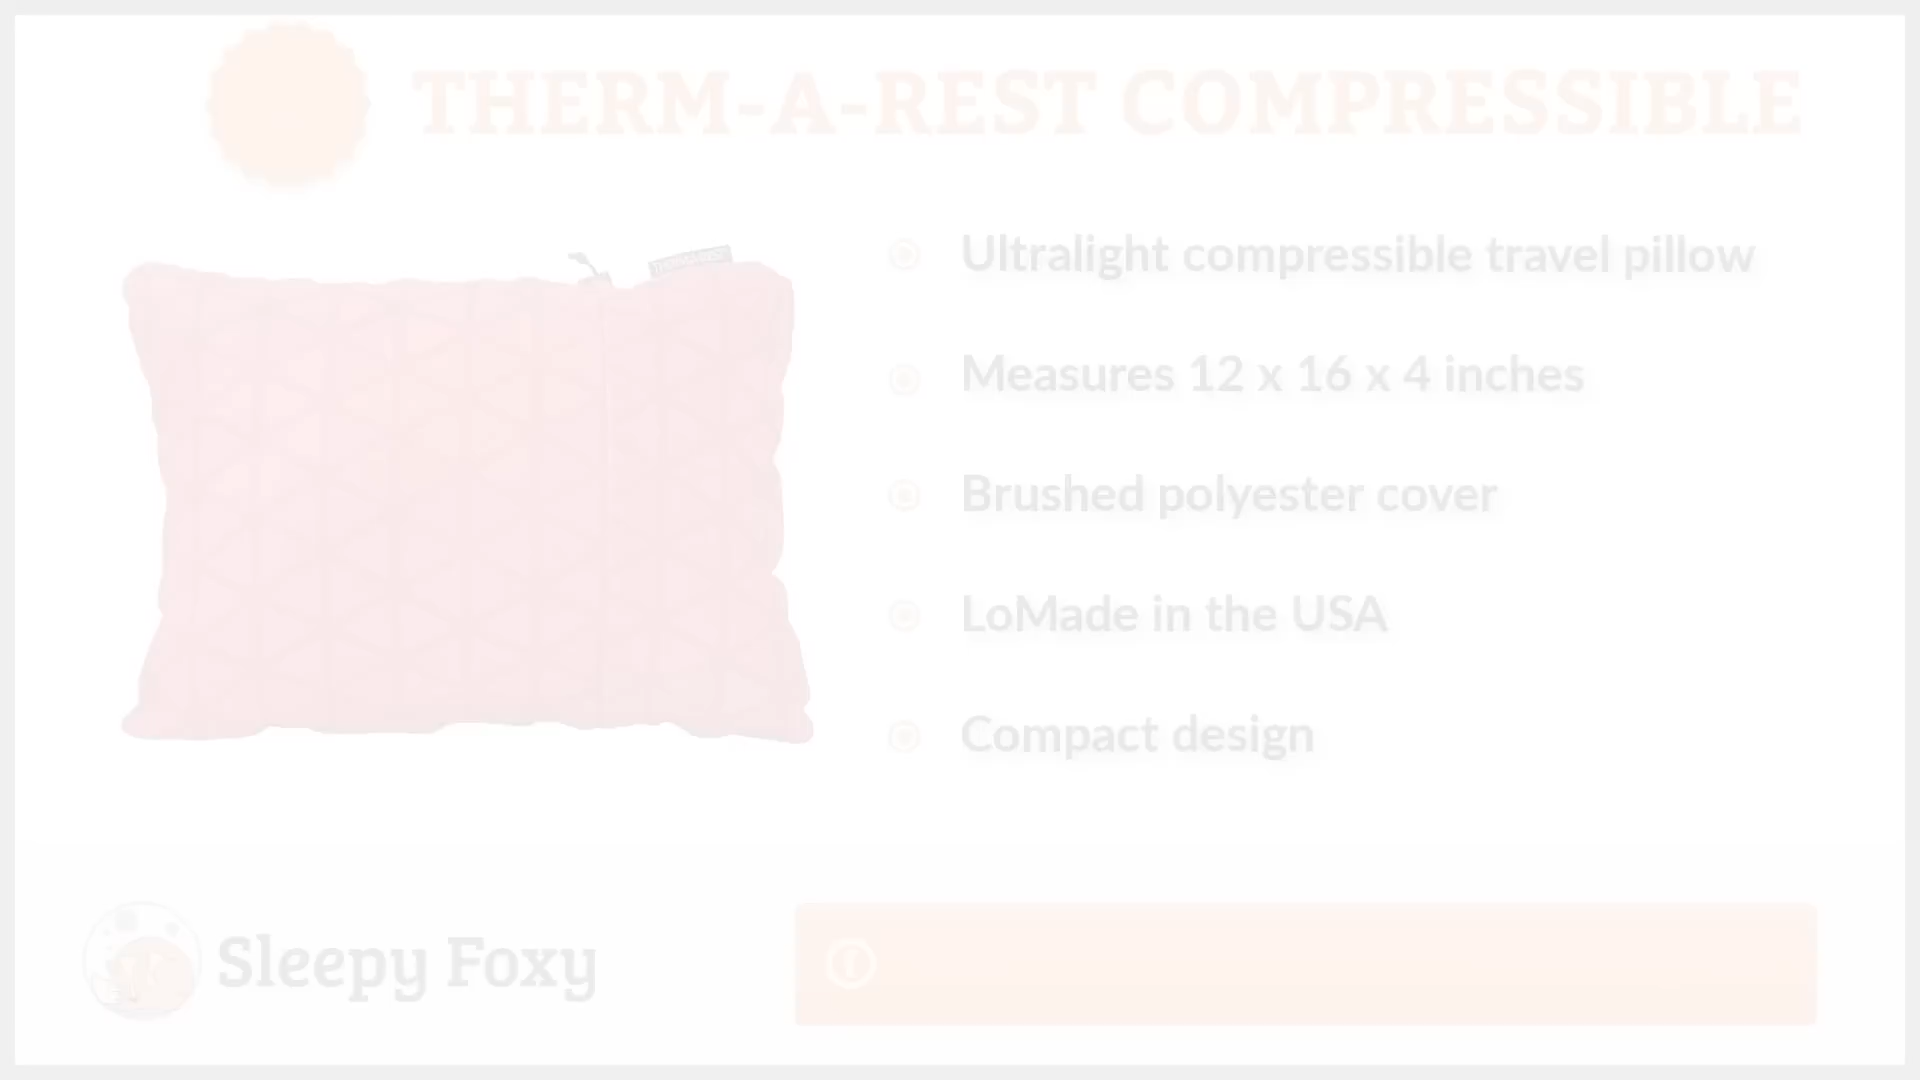 THERM-A-REST COMPRESSIBLE
THERMAREST
Ultralight compressible travel pillow
Measures 12 x 16 x 4 inches
Brushed polyester cover
LoMade in the USA
Compact design
Sleepy Foxy